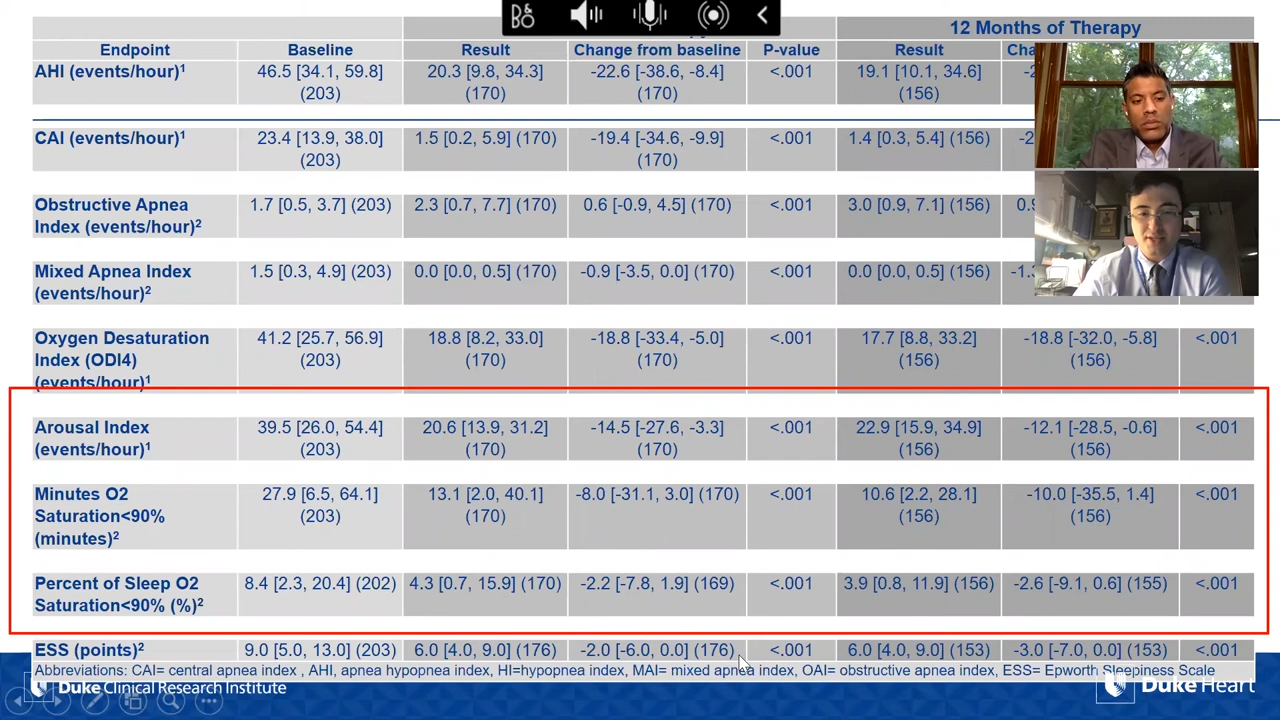 BO
12 Months of Therapy
Endpoint Baseline Result Change from baseline P-value Result
AHI (events/hour)¹ 46.5 [34.1, 59.8] 20.3 [9.8, 34.3] -22.6 [-38.6, -8.4] <.001 19.1 [10.1, 34.6]
(203) (170) (170) (156)
CAI (events/hour)¹ 23.4 [13.9, 38.0] 1.5 [0.2, 5.9] (170) -19.4 [-34.6, -9.9] <.001 1.4 [0.3, 5.4] (156)
(203) (170)
Obstructive Apnea 1.7 [0.5, 3.7] (203) 2.3 [0.7, 7.7] (170) 0.6 [-0.9, 4.5] (170) <.001 3.0 [0.9, 7.1] (156)
Index (events/hour)²
Mixed Apnea Index 1.5 [0.3, 4.9] (203) 0.0 [0.0, 0.5] (170) -0.9 [-3.5, 0.0] (170) <.001 0.0 [0.0, 0.5] (156)
(events/hour)²
Oxygen Desaturation 41.2 [25.7, 56.9] 18.8 [8.2, 33.0] -18.8 [-33.4, -5.0] <.001 17.7 [8.8, 33.2] -18.8 [-32.0, -5.8] <.001
Index (ODI4) (203) (170) (170) (156) (156)
(events/hour)¹
Arousal Index 39.5 [26.0, 54.4] 20.6 [13.9, 31.2] -14.5 [-27.6, -3.3] <.001 22.9 [15.9, 34.9] -12.1 [-28.5, -0.6] <.001
(events/hour)¹ (203) (170) (170) (156) (156)
Minutes O2 27.9 [6.5, 64.1] 13.1 [2.0, 40.1] -8.0 [-31.1, 3.0] (170) <.001 10.6 [2.2, 28.1] -10.0 [-35.5, 1.4] <.001
Saturation<90% (203) (170) (156) (156)
(minutes)²
Percent of Sleep O2 8.4 [2.3, 20.4] (202) 4.3 [0.7, 15.9] (170) -2.2 [-7.8, 1.9] (169) <.001 3.9 [0.8, 11.9] (156) -2.6 [-9.1, 0.6] (155) <.001
Saturation<90% (%)²
ESS (points)² 9.0 [5.0, 13.0] (203) 6.0 [4.0, 9.0] (176) -2.0 [-6.0, 0.0] (176) <.001 6.0 [4.0, 9.0] (153) -3.0 [-7.0, 0.0] (153) <.001
Abbreviations: CAI= central apnea index , AHI, apnea hypopnea index, HI=hypopnea index, MAI= mixed apnea index, OAI= obstructive apnea index, ESS= Epworth Sleepiness Scale
Duke Clinical Research Institute
Duke Heart